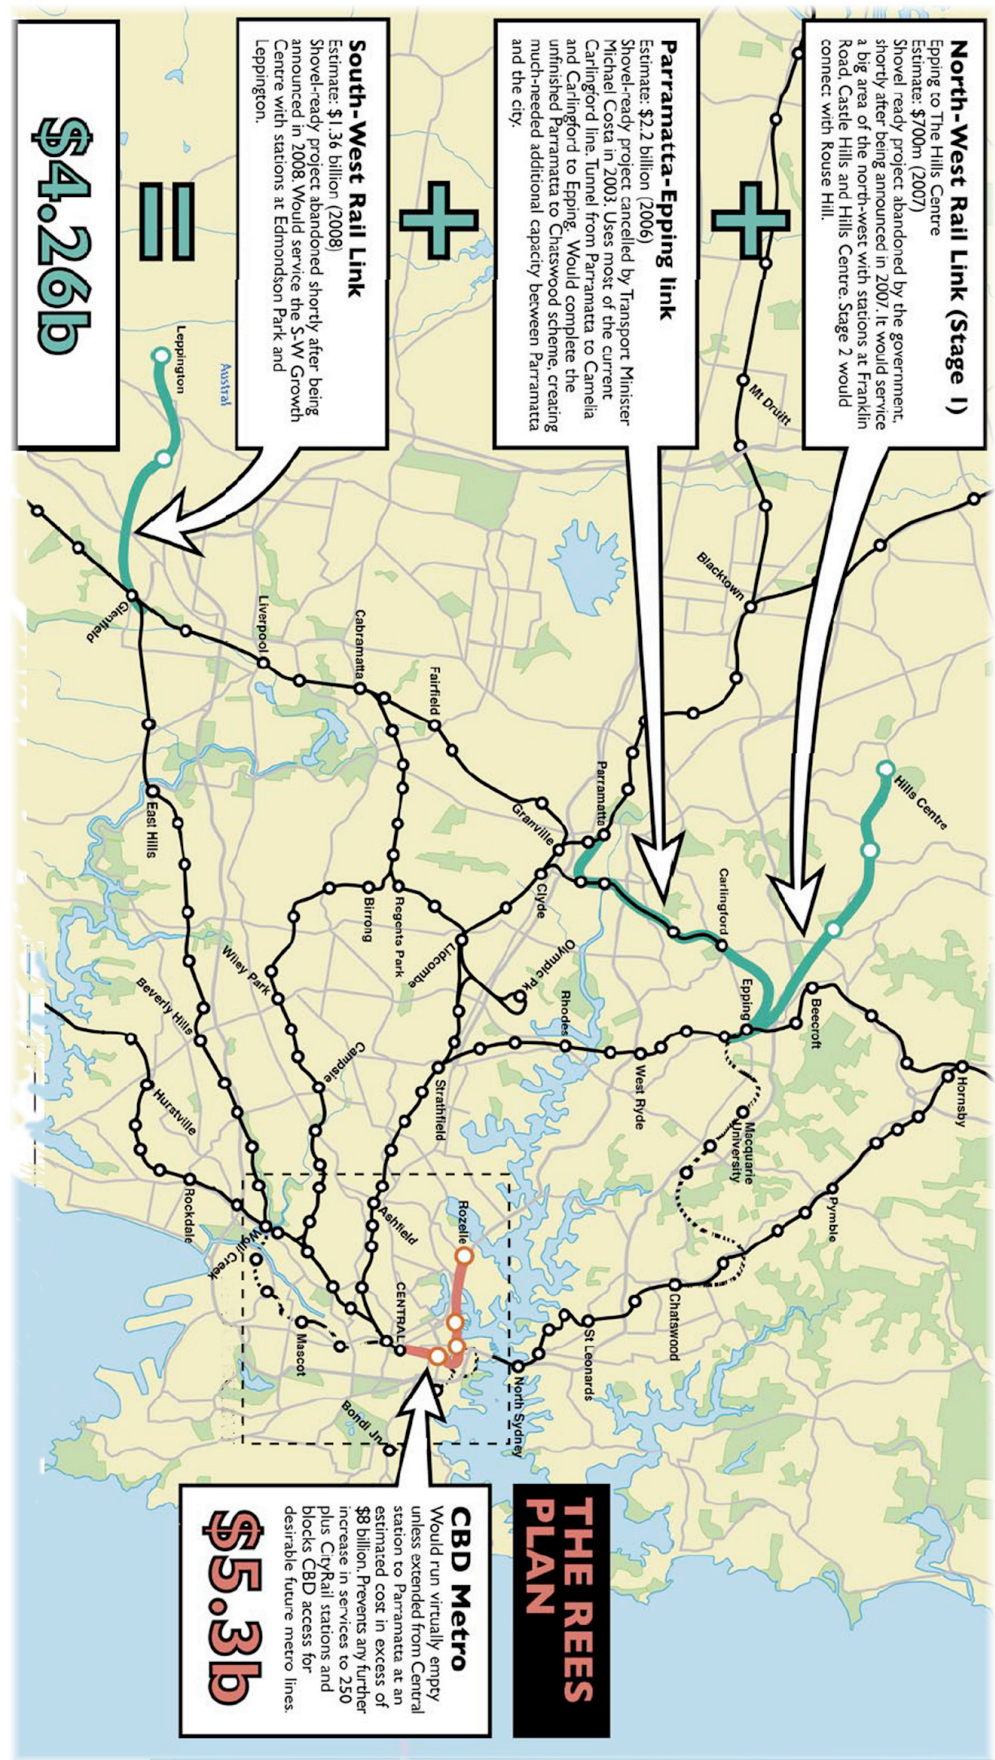 North-West Rail Link (Stage 1)
Epping to The Hills Centre
Estimate: $700m (2007)
Shovel ready project abandoned by the government,
shortly after being announced in 2007. It would service
a big area of the north-west with stations at Franklin
Road, Castle Hills and Hills Centre. Stage 2 would
connect with Rouse Hill.
+
Parramatta-Epping link
Estimate: $2.2 billion (2006)
Shovel-ready project cancelled by Transport Minister
Michael Costa in 2003. Uses most of the current
Carlingford line. Tunnel from Parramatta to Camelia
and Carlingford to Epping. Would complete the
unfinished Parramatta to Chatswood scheme, creating
much-needed additional capacity between Parramatta
and the city.
+
South-West Rail Link
Estimate: $1.36 billion (2008)
Shovel-ready project abandoned shortly after being
announced in 2008. Would service the S-W Growth
Centre with stations at Edmondson Park and
Leppington.
=
$4.26b
THE REES
PLAN
CBD Metro
Would run virtually empty
unless extended from Central
station to Parramatta at an
estimated cost in excess of
$8 billion. Prevents any further
increase in services to 250
plus CityRail stations and
blocks CBD access for
desirable future metro lines.
$5.3b
Mt Druitt
Blacktown
Hills Centre
Beecroft
Hornsby
Pymble
Carlingford
Epping
Macquarie
University
Chatswood
Parramatta
Granville
Clyde
Olympic Pk
Rhodes
West Ryde
St Leonards
North Sydney
Fairfield
Cabramatta
Liverpool
Glenfield
Leppington
Austral
Regents Park
Birrong
Lidcombe
Strathfield
Ashfield
Rozelle
CENTRAL
Wiley Park
Campsie
East Hills
Beverly Hills
Hurstville
Rockdale
Wolli Creek
Mascot
Bondi Jn